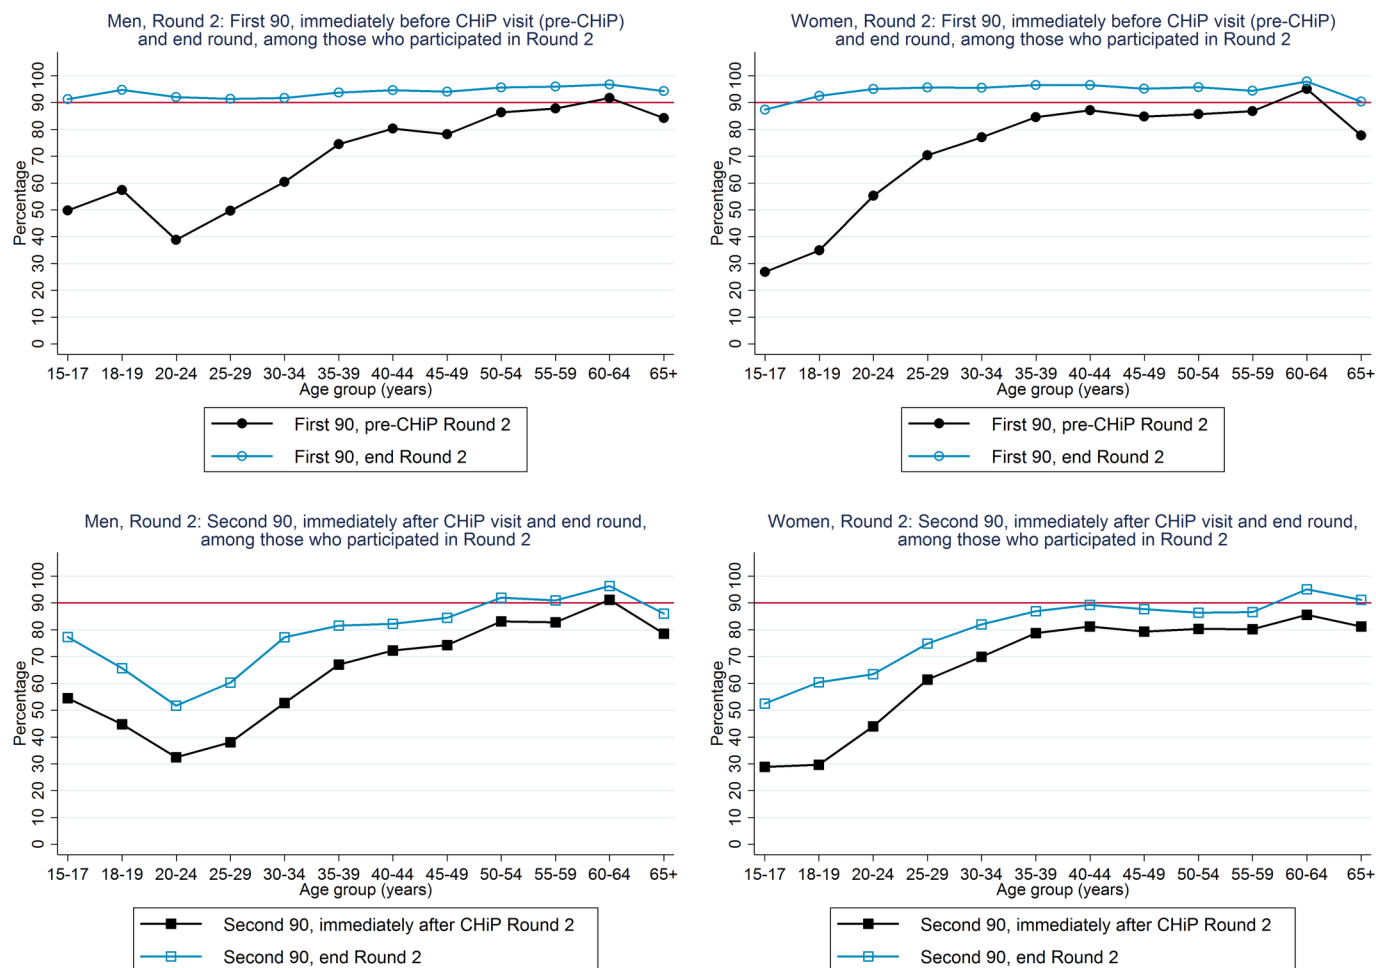 Men, Round 2: First 90, immediately before CHiP visit (pre-CHiP)
and end round, among those who participated in Round 2
Percentage
100
90
80
70
60
50
40
30
20
10
0
15-17 18-19 20-24 25-29 30-34 35-39 40-44 45-49 50-54 55-59 60-64 65+
Age group (years)
First 90, pre-CHiP Round 2
First 90, end Round 2
Women, Round 2: First 90, immediately before CHiP visit (pre-CHiP)
and end round, among those who participated in Round 2
Percentage
100
90
80
70
60
50
40
30
20
10
0
15-17 18-19 20-24 25-29 30-34 35-39 40-44 45-49 50-54 55-59 60-64 65+
Age group (years)
First 90, pre-CHiP Round 2
First 90, end Round 2
Men, Round 2: Second 90, immediately after CHiP visit and end round,
among those who participated in Round 2
Percentage
100
90
80
70
60
50
40
30
20
10
0
15-17 18-19 20-24 25-29 30-34 35-39 40-44 45-49 50-54 55-59 60-64 65+
Age group (years)
Second 90, immediately after CHiP Round 2
Second 90, end Round 2
Women, Round 2: Second 90, immediately after CHiP visit and end round,
among those who participated in Round 2
Percentage
100
90
80
70
60
50
40
30
20
10
0
15-17 18-19 20-24 25-29 30-34 35-39 40-44 45-49 50-54 55-59 60-64 65+
Age group (years)
Second 90, immediately after CHiP Round 2
Second 90, end Round 2